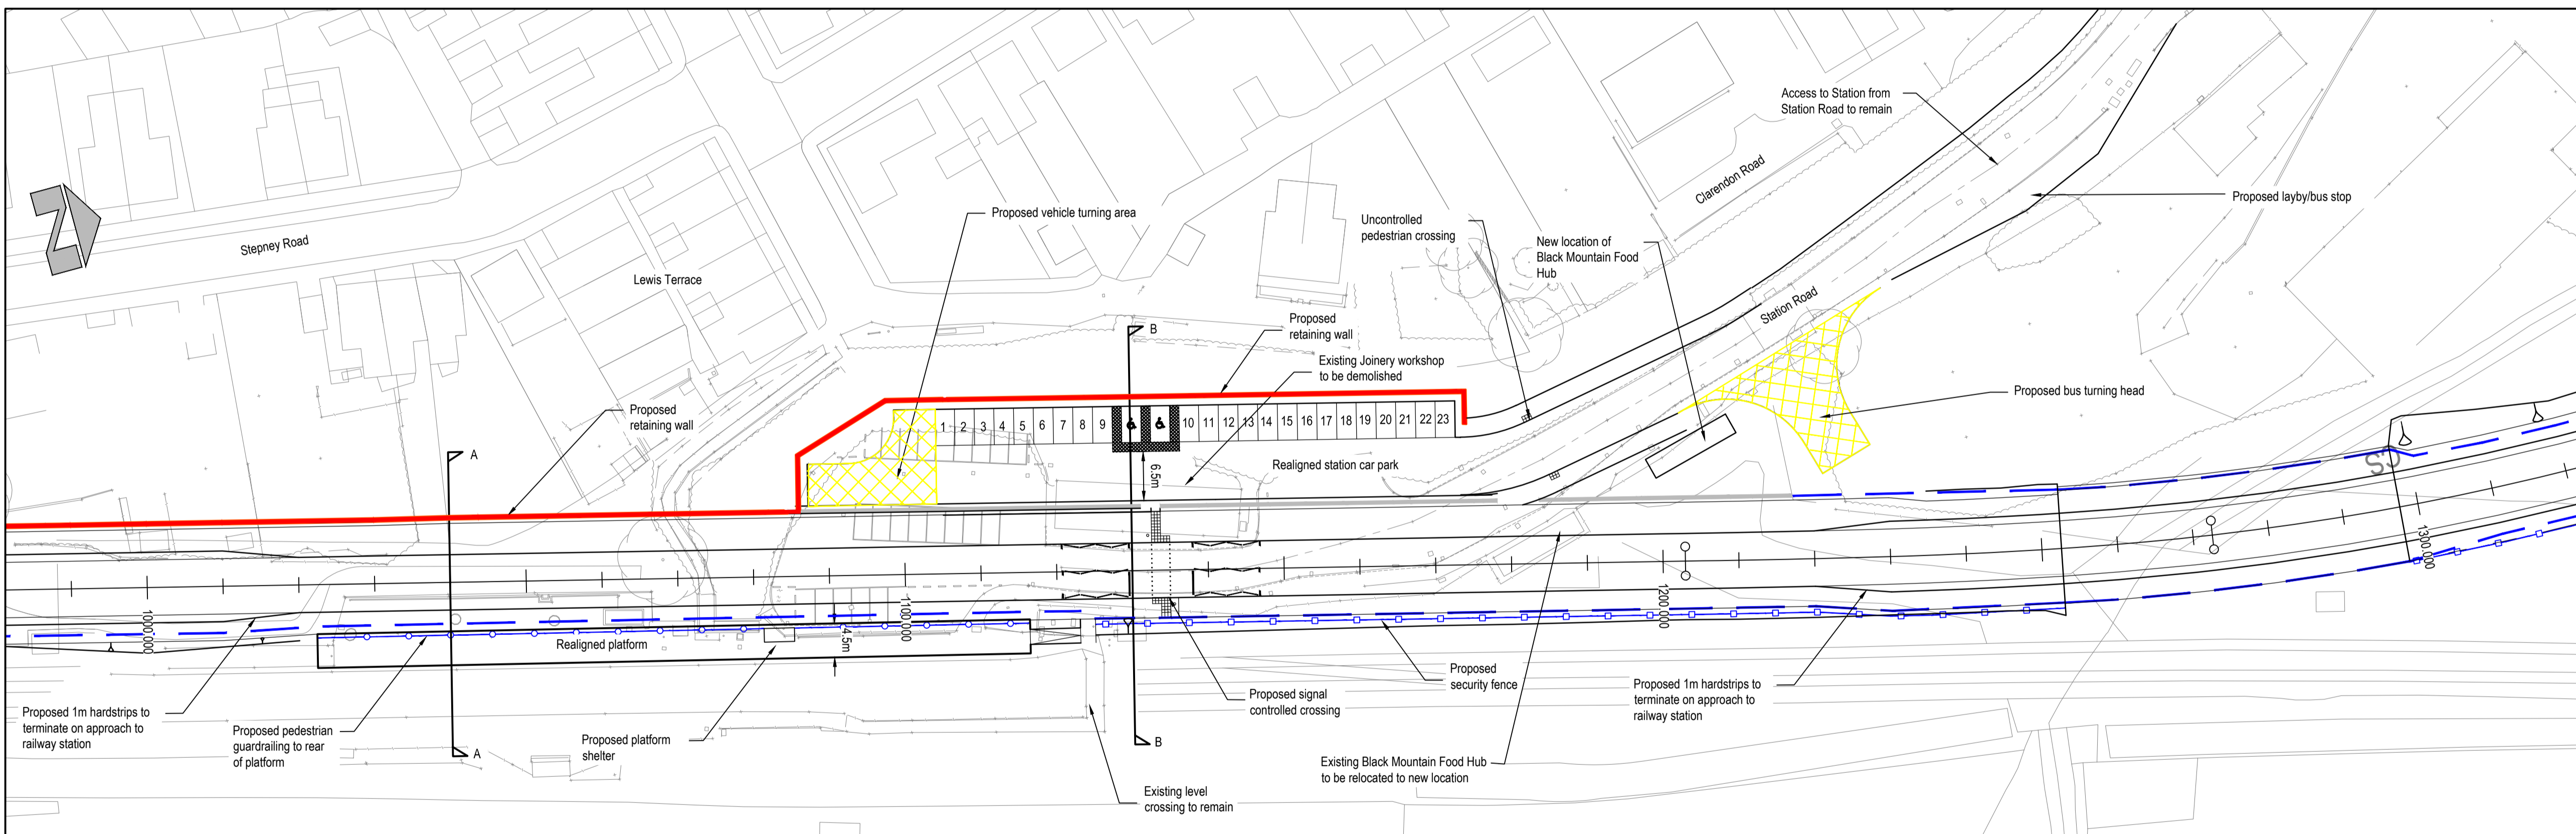 Access to Station from
Station Road to remain
Clarendon Road
Proposed layby/bus stop
Proposed vehicle turning area
Uncontrolled
pedestrian crossing
New location of
Black Mountain Food
Hub
Stepney Road
Lewis Terrace
Station Road
B
Proposed
retaining wall
Existing Joinery workshop
to be demolished
Proposed bus turning head
Proposed
retaining wall
1 2 3 4 5 6 7 8 9 10 11 12 13 14 15 16 17 18 19 20 21 22 23
A
6.5m
Realigned station car park
CS
1000.000
1100.000
1200.000
1300.000
4.5m
Realigned platform
Proposed 1m hardstrips to
terminate on approach to
railway station
Proposed pedestrian
guardrailing to rear
of platform
A
Proposed platform
shelter
B
Proposed signal
controlled crossing
Proposed
security fence
Proposed 1m hardstrips to
terminate on approach to
railway station
Existing Black Mountain Food Hub
to be relocated to new location
Existing level
crossing to remain